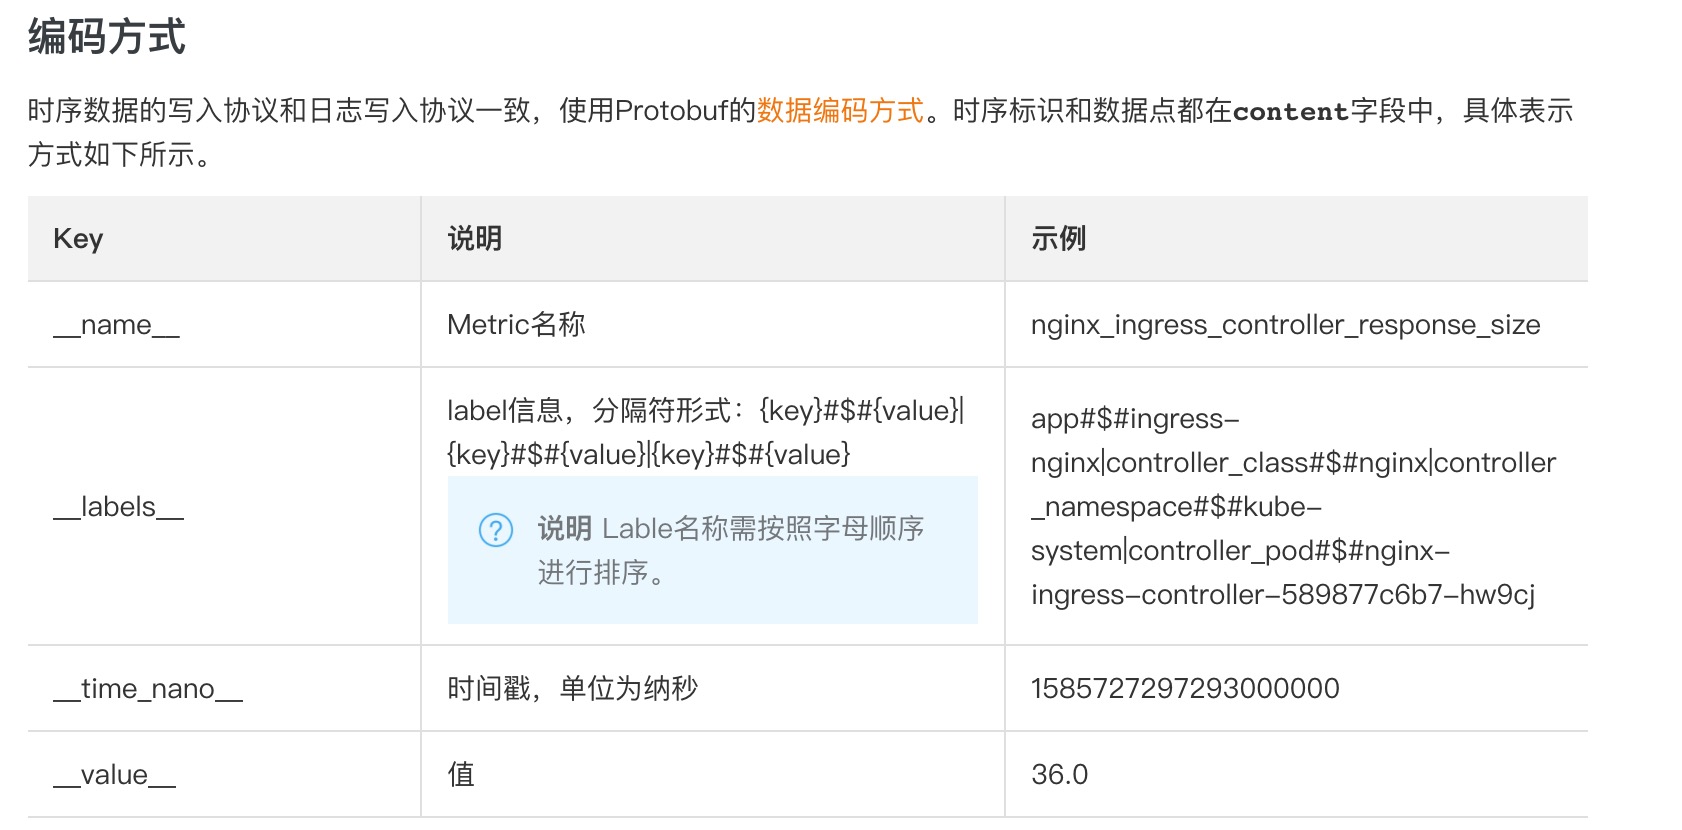 编码方式
时序数据的写入协议和日志写入协议一致，使用Protobuf的数据编码方式。时序标识和数据点都在content字段中，具体表示
方式如下所示。
Key 说明 示例
__name__ Metric名称 nginx_ingress_controller_response_size
__labels__
label信息，分隔符形式：{key}#$#{value}|
{key}#$#{value}|{key}#$#{value}
说明 Lable名称需按照字母顺序
进行排序。
app#$#ingress-
nginx|controller_class#$#nginx|controller
_namespace#$#kube-
system|controller_pod#$#nginx-
ingress-controller-589877c6b7-hw9cj
__time_nano__ 时间戳，单位为纳秒 1585727297293000000
__value__ 值 36.0